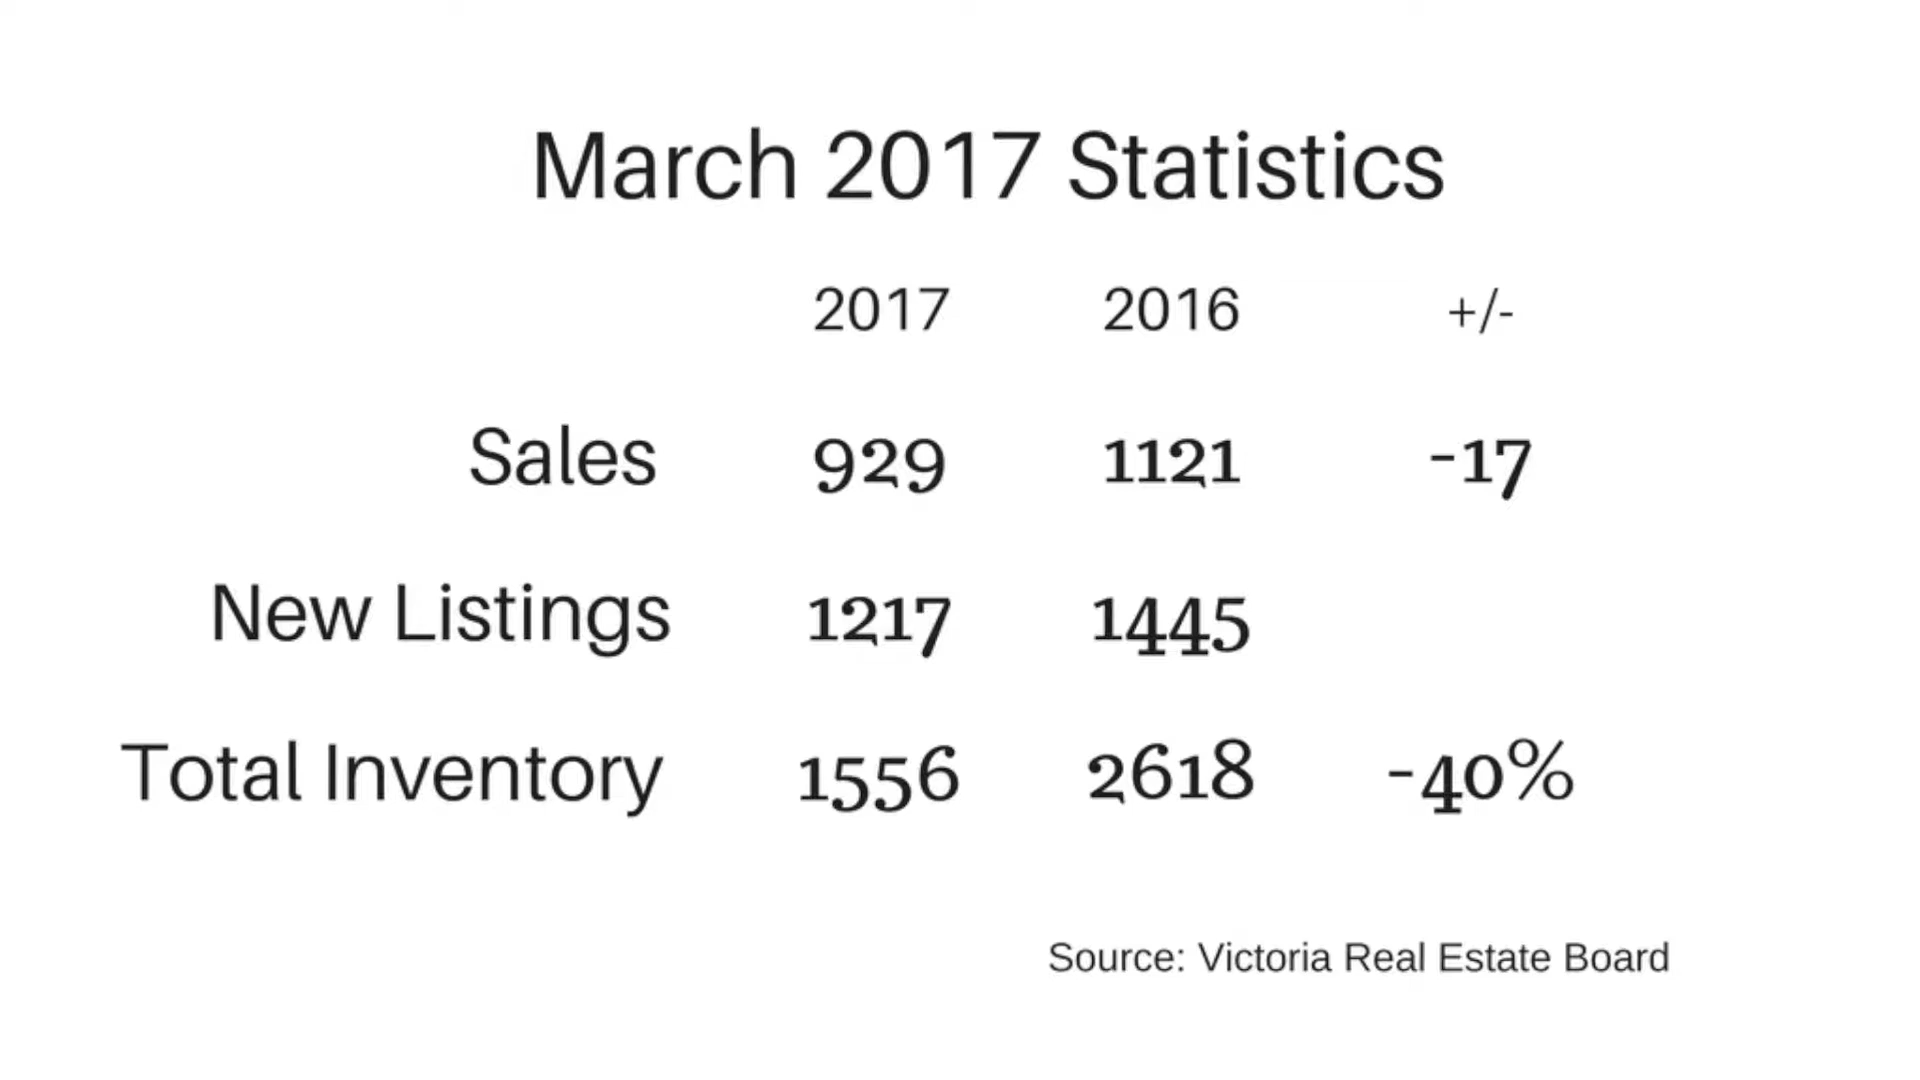 March 2017 Statistics
2017 2016 +/-
Sales 929 1121 -17
New Listings 1217 1445
Total Inventory 1556 2618 -40%
Source: Victoria Real Estate Board